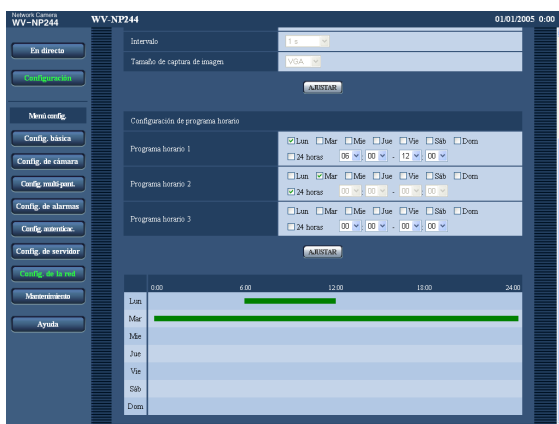 Network Camera
WV-NP244
WV-NP244
01/01/2005 0:00
En directo
Configuración
Menú config.
Config. básica
Config. de cámara
Config. multi-pant.
Config. de alarmas
Config. autenticac.
Config. de servidor
Config. de la red
Mantenimiento
Ayuda
Intervalo 1 s
Tamaño de captura de imagen VGA
AJUSTAR
Configuración de programa horario
Programa horario 1
Lun Mar Mie Jue Vie Sáb Dom
24 horas 06 : 00 - 12 : 00
Programa horario 2
Lun Mar Mie Jue Vie Sáb Dom
24 horas 00 : 00 - 00 : 00
Programa horario 3
Lun Mar Mie Jue Vie Sáb Dom
24 horas 00 : 00 - 00 : 00
AJUSTAR
0:00 6:00 12:00 18:00 24:00
Lun
Mar
Mie
Jue
Vie
Sáb
Dom